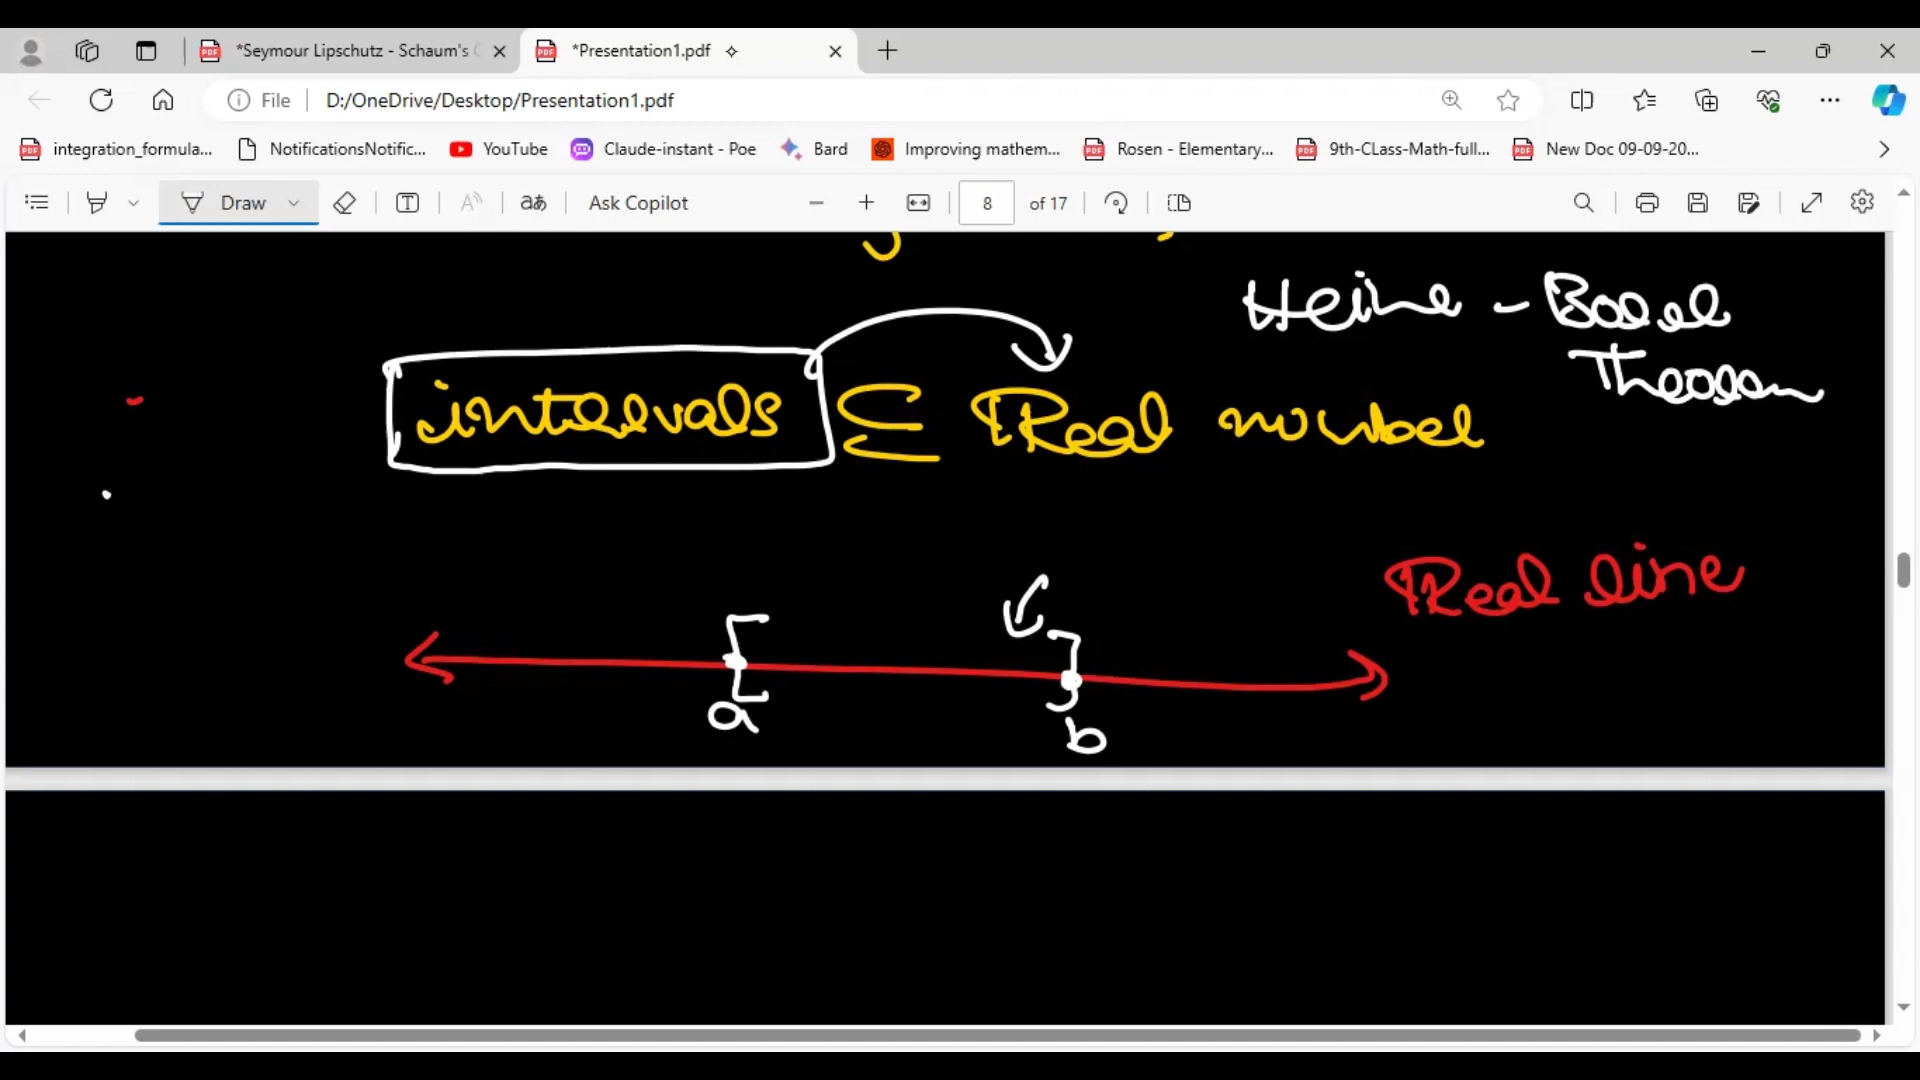 *Seymour Lipschutz - Schaum's
*Presentation1.pdf
File D:/OneDrive/Desktop/Presentation1.pdf
integration_formula... NotificationsNotific... YouTube Claude-instant - Poe Bard Improving mathem... Rosen - Elementary... 9th-CLass-Math-full... New Doc 09-09-20...
Draw Ask Copilot 8 of 17
Heine - Borel
Theorem
intervals ⊆ Real number
Real line
[ ]
a b